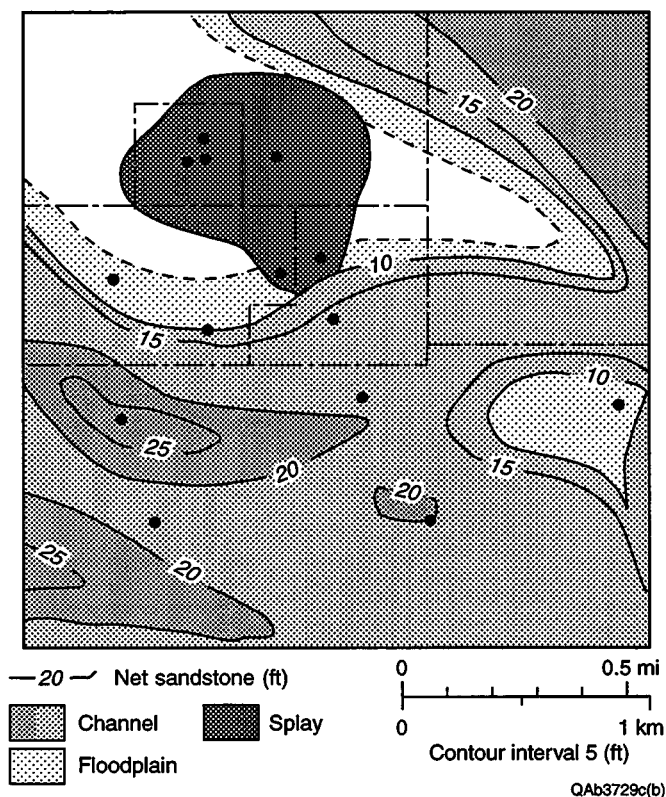 20
15
10
15
10
25
20
15
20
25
20
—20— Net sandstone (ft)
Channel
Splay
Floodplain
0 0.5 mi
0 1 km
Contour interval 5 (ft)
QAb3729c(b)